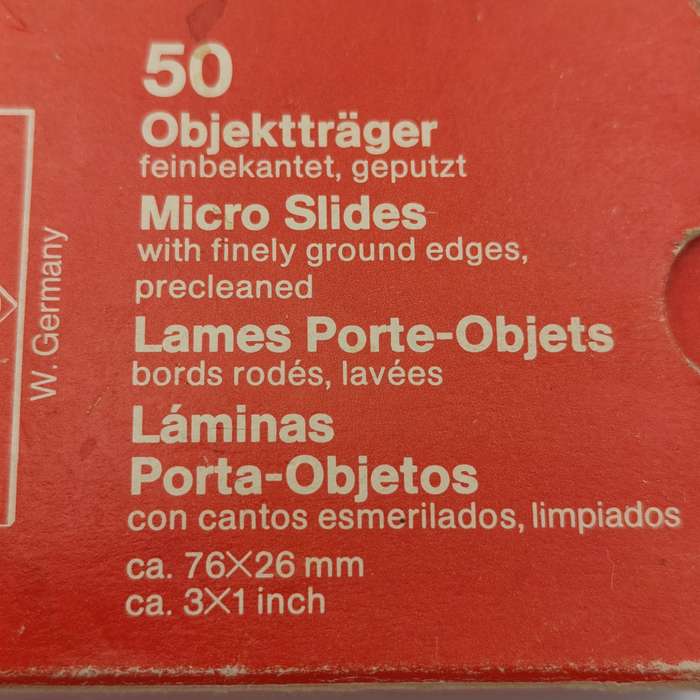 50
Objektträger
feinbekantet, geputzt
Micro Slides
with finely ground edges,
precleaned
Lames Porte-Objets
bords rodés, lavées
Láminas
Porta-Objetos
con cantos esmerilados, limpiados
ca. 76×26 mm
ca. 3×1 inch
W. Germany